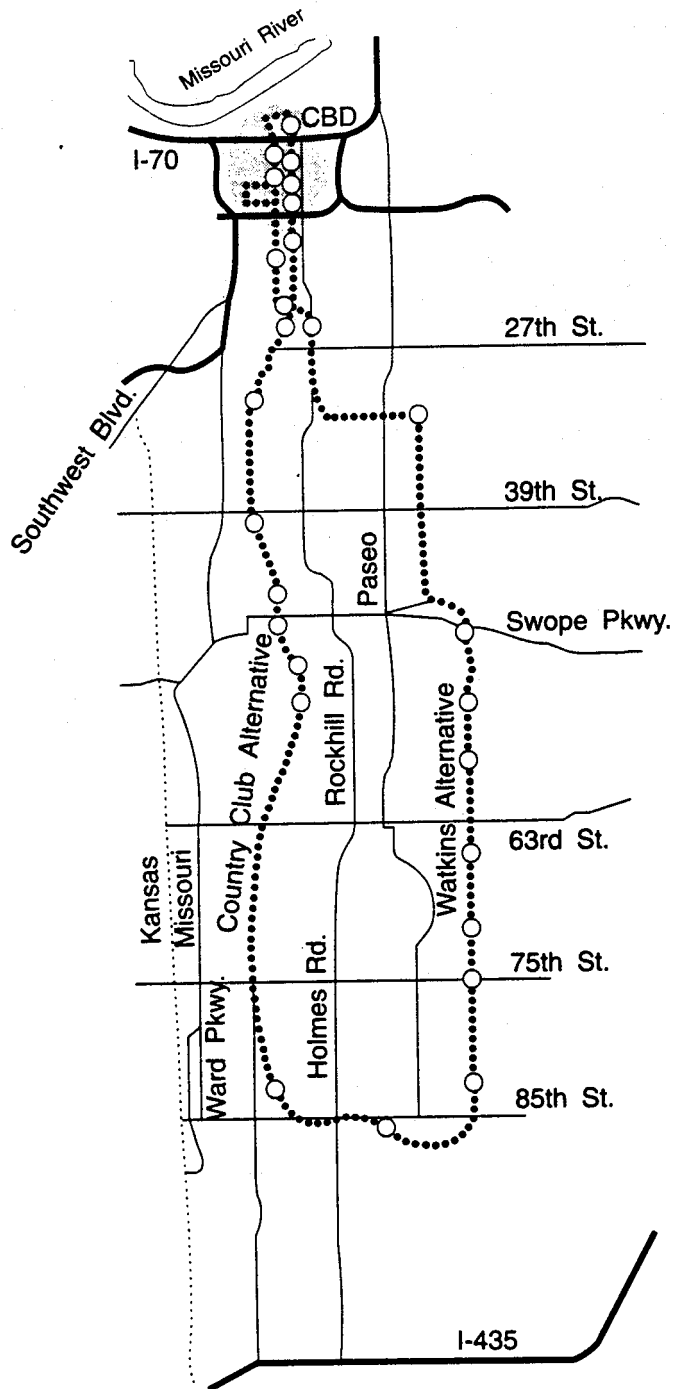 Missouri River
CBD
I-70
27th St.
Southwest Blvd.
39th St.
Paseo
Swope Pkwy.
Country Club Alternative
Rockhill Rd.
Watkins Alternative
63rd St.
Kansas
Missouri
75th St.
Ward Pkwy.
Holmes Rd.
85th St.
I-435